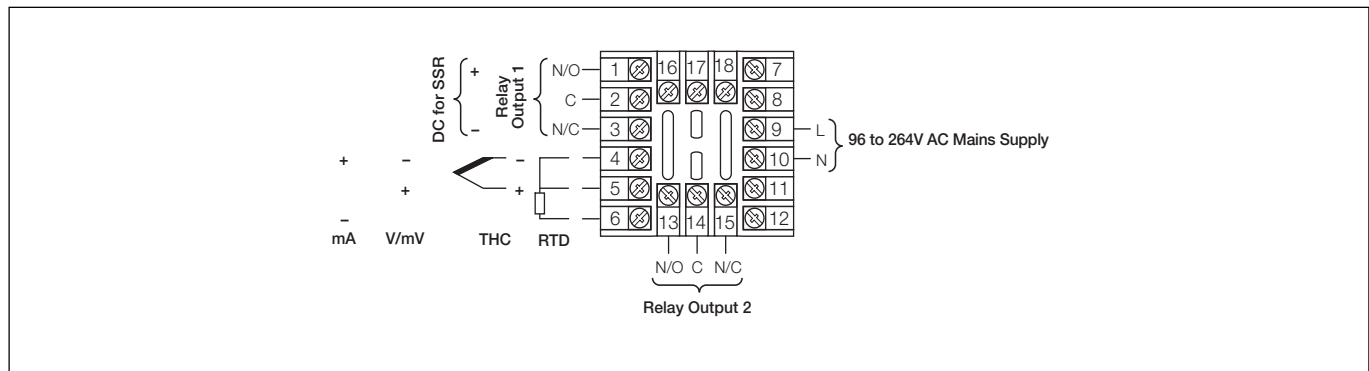 DC for SSR
+
−
Relay
Output 1
N/O
C
N/C
1
2
3
4
5
6
16 17 18
7
8
9
10
11
12
13 14 15
L
N
96 to 264V AC Mains Supply
+ − −
+ +
−
mA V/mV THC RTD
N/O C N/C
Relay Output 2